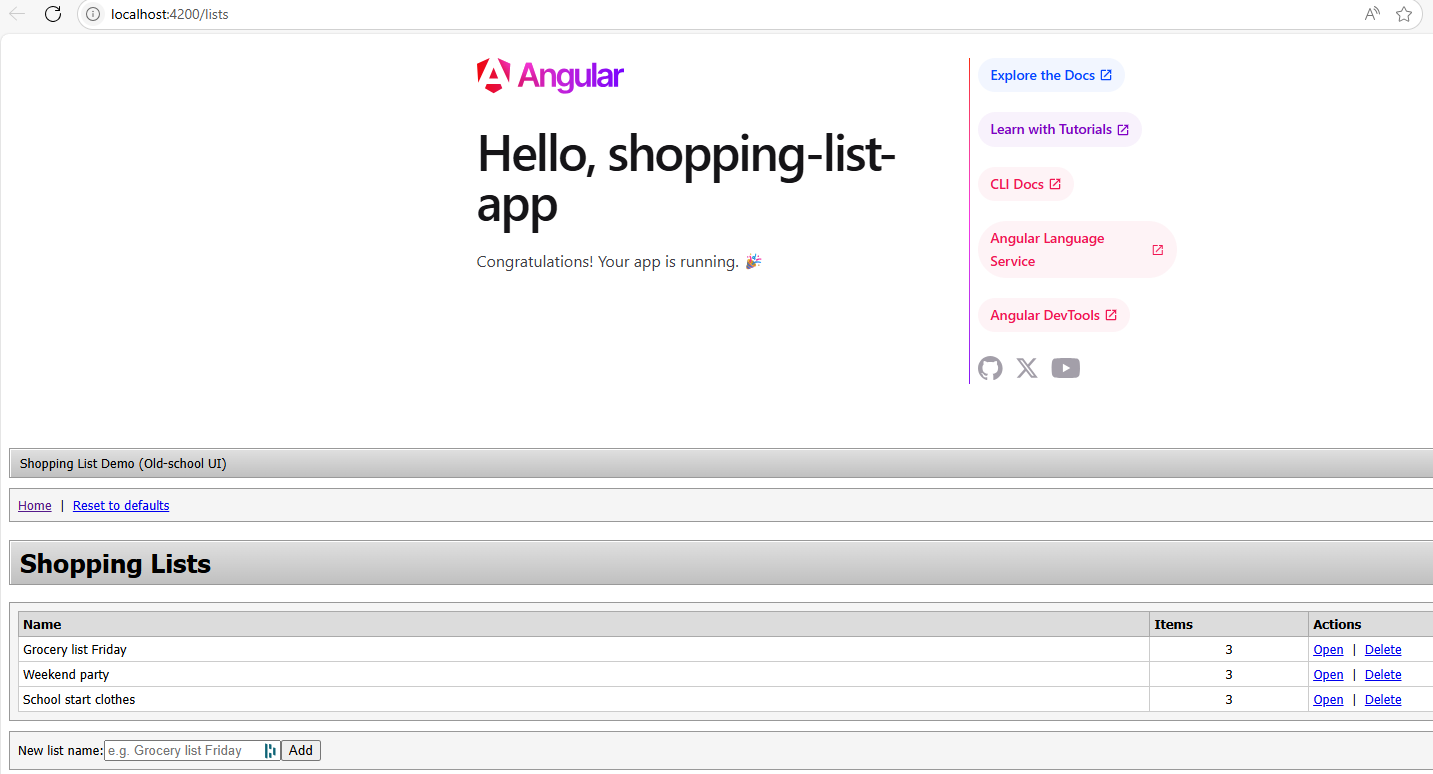 localhost:4200/lists
Angular
Hello, shopping-list-
app
Congratulations! Your app is running. 🎉
Explore the Docs
Learn with Tutorials
CLI Docs
Angular Language
Service
Angular DevTools
Shopping List Demo (Old-school UI)
Home | Reset to defaults
Shopping Lists
Name Items Actions
Grocery list Friday 3 Open | Delete
Weekend party 3 Open | Delete
School start clothes 3 Open | Delete
New list name: e.g. Grocery list Friday Add